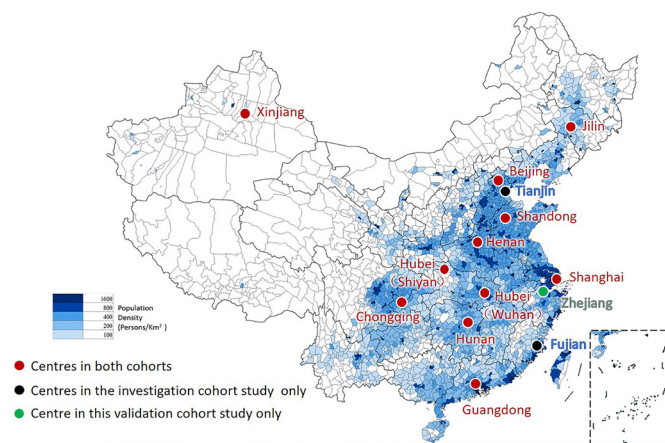 Xinjiang
Jilin
Beijing
Tianjin
Shandong
Henan
Hubei
（Shiyan）
Shanghai
Hubei
（Wuhan）
Zhejiang
Chongqing
Hunan
Fujian
Guangdong
1600
800
400
200
100
Population
Density
(Persons/Km²)
Centres in both cohorts
Centres in the investigation cohort study only
Centre in this validation cohort study only